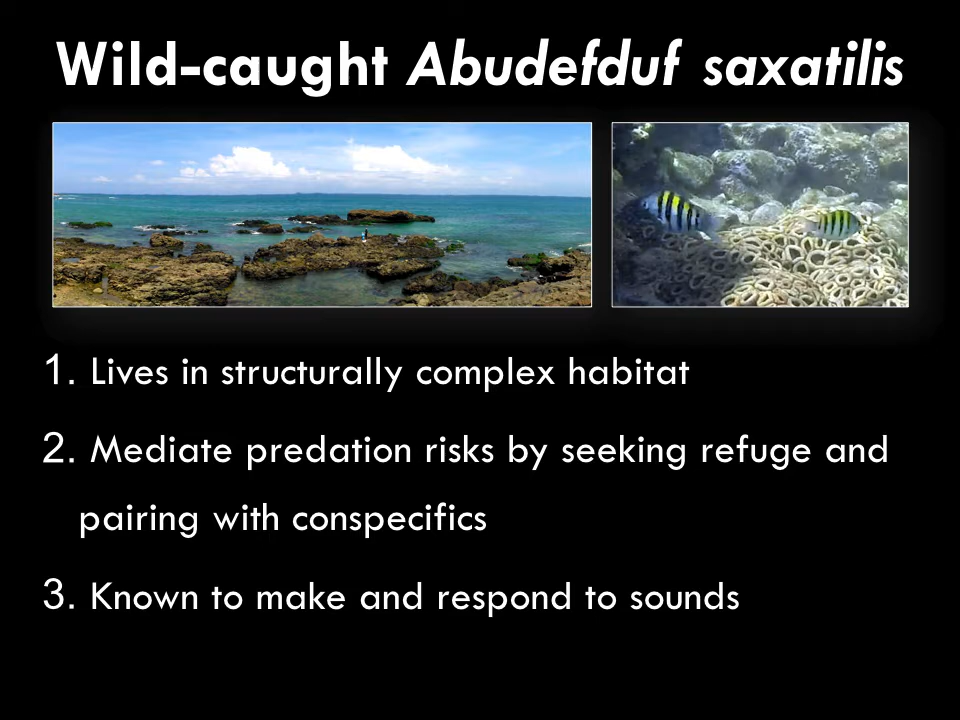 Wild-caught Abudefduf saxatilis
1. Lives in structurally complex habitat
2. Mediate predation risks by seeking refuge and
pairing with conspecifics
3. Known to make and respond to sounds